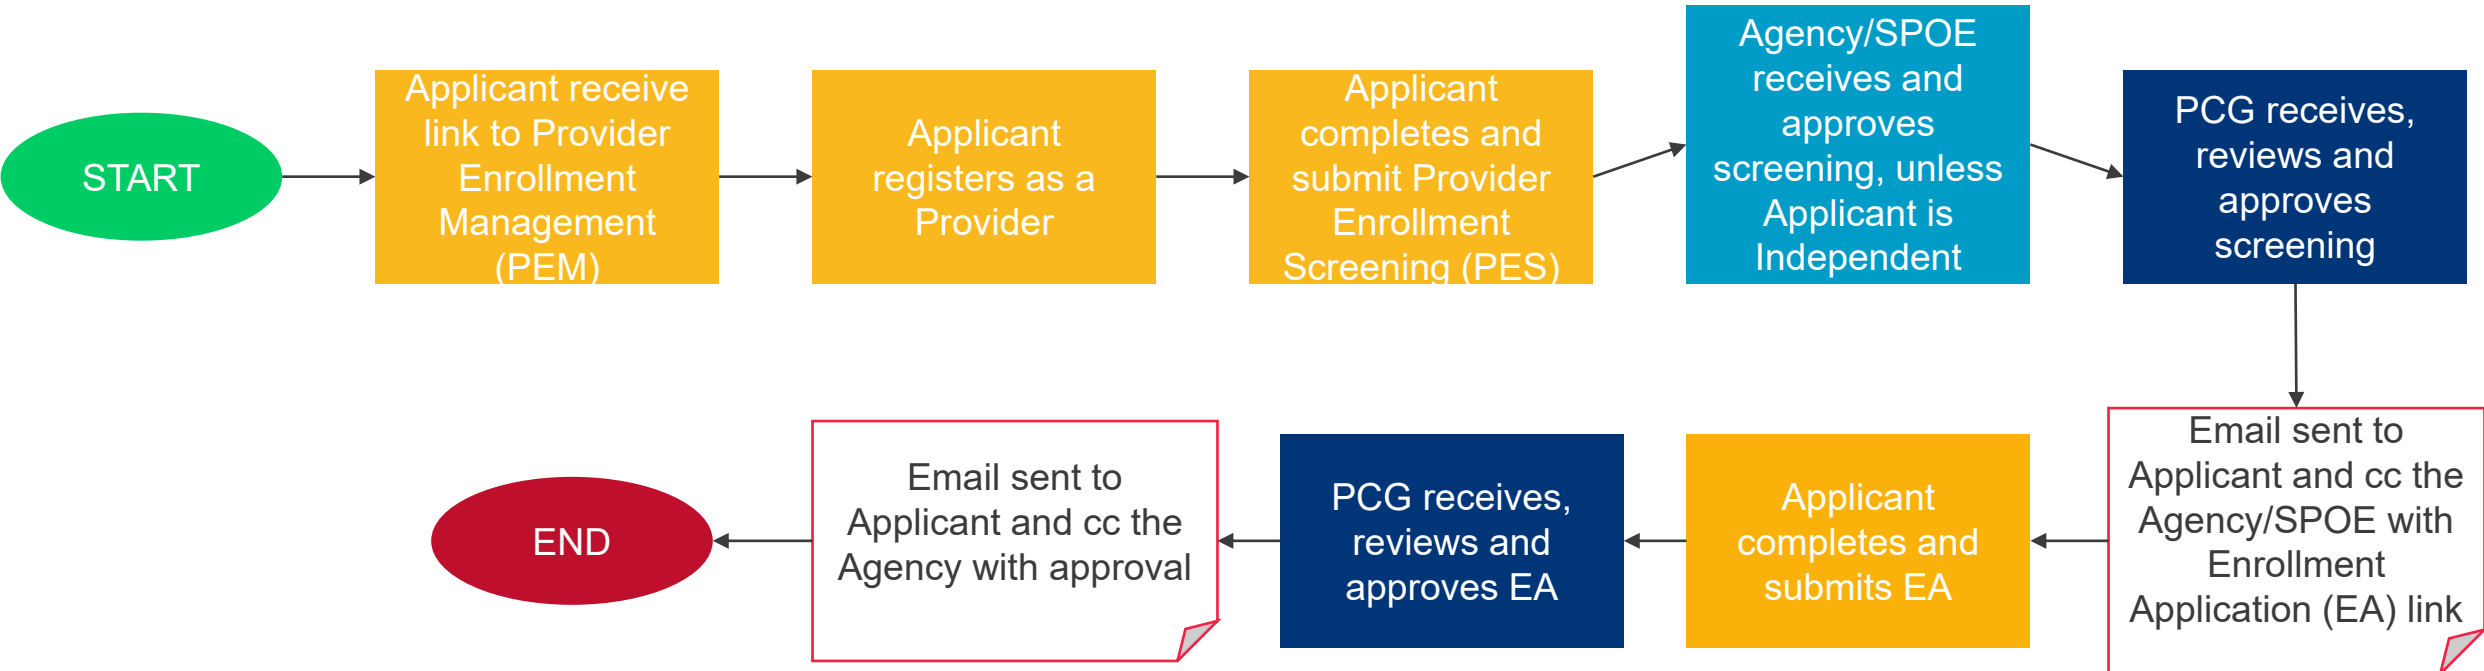 START
Applicant receive
link to Provider
Enrollment
Management
(PEM)
Applicant
registers as a
Provider
Applicant
completes and
submit Provider
Enrollment
Screening (PES)
Agency/SPOE
receives and
approves
screening, unless
Applicant is
Independent
PCG receives,
reviews and
approves
screening
Email sent to
Applicant and cc the
Agency/SPOE with
Enrollment
Application (EA) link
Applicant
completes and
submits EA
PCG receives,
reviews and
approves EA
Email sent to
Applicant and cc the
Agency with approval
END